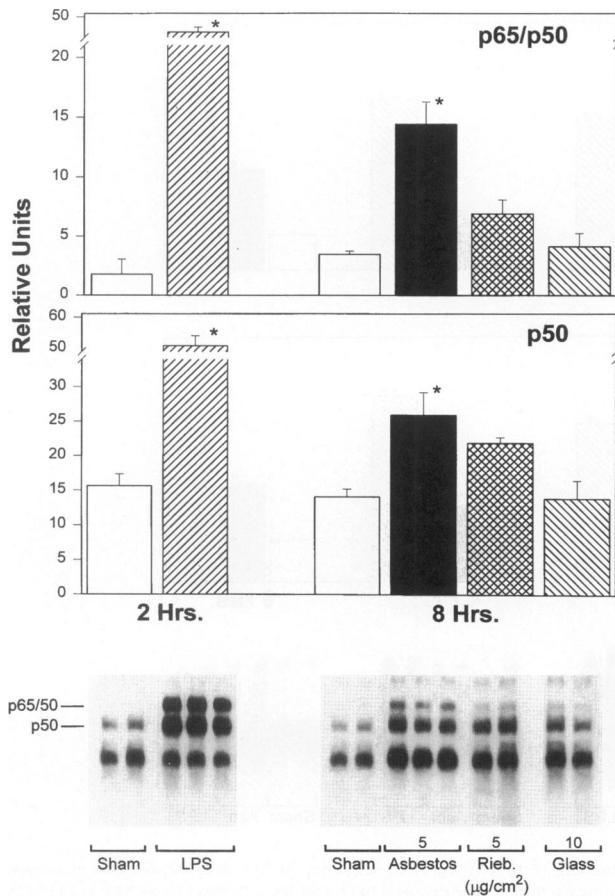 50
20
15
10
5
0
*
*
p65/p50
Relative Units
60
50
30
25
20
15
10
5
0
*
*
p50
2 Hrs.
8 Hrs.
p65/50
p50
5 5 10
Sham LPS Sham Asbestos Rieb. Glass
(μg/cm²)